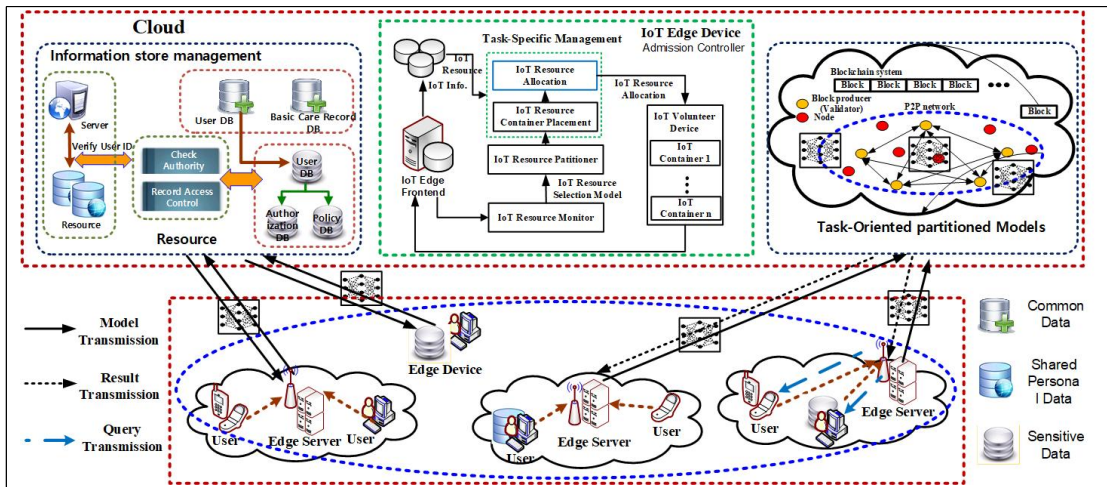 Cloud
Information store management
Server
Verify User ID
Resource
Check
Authority
Record Access
Control
User DB
Basic Care Record
DB
User
DB
Author
ization
DB
Policy
DB
Resource
IoT Edge Device
Admission Controller
Task-Specific Management
IoT
Resource
IoT Info.
IoT Resource
Allocation
IoT Resource
Container Placement
IoT Resource Patitioner
IoT Resource
Selection Model
IoT Resource Monitor
IoT Edge
Frontend
IoT Resource
Allocation
IoT Volunteer
Device
IoT
Container 1
IoT
Container n
Blockchain system
Block
Block
Block
Block
Block
Block
Block producer
(Validator)
Node
P2P network
Task-Oriented partitioned Models
Model
Transmission
Result
Transmission
Query
Transmission
Edge Device
User
Edge Server
User
User
Edge Server
User
User
User
Edge Server
Common
Data
Shared
Persona
l Data
Sensitive
Data